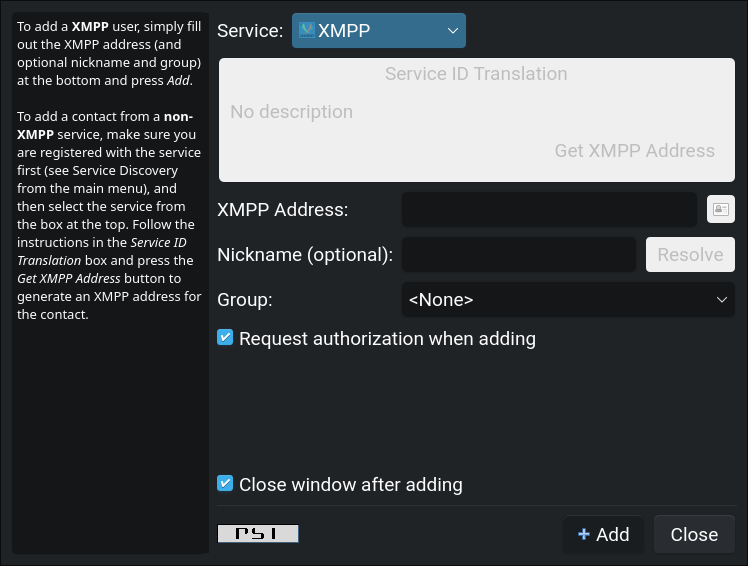 To add a XMPP user, simply fill
out the XMPP address (and
optional nickname and group)
at the bottom and press Add.
To add a contact from a non-
XMPP service, make sure you
are registered with the service
first (see Service Discovery
from the main menu), and
then select the service from
the box at the top. Follow the
instructions in the Service ID
Translation box and press the
Get XMPP Address button to
generate an XMPP address for
the contact.
Service: XMPP
Service ID Translation
No description
Get XMPP Address
XMPP Address:
Nickname (optional): Resolve
Group: <None>
Request authorization when adding
Close window after adding
PSI
Add Close